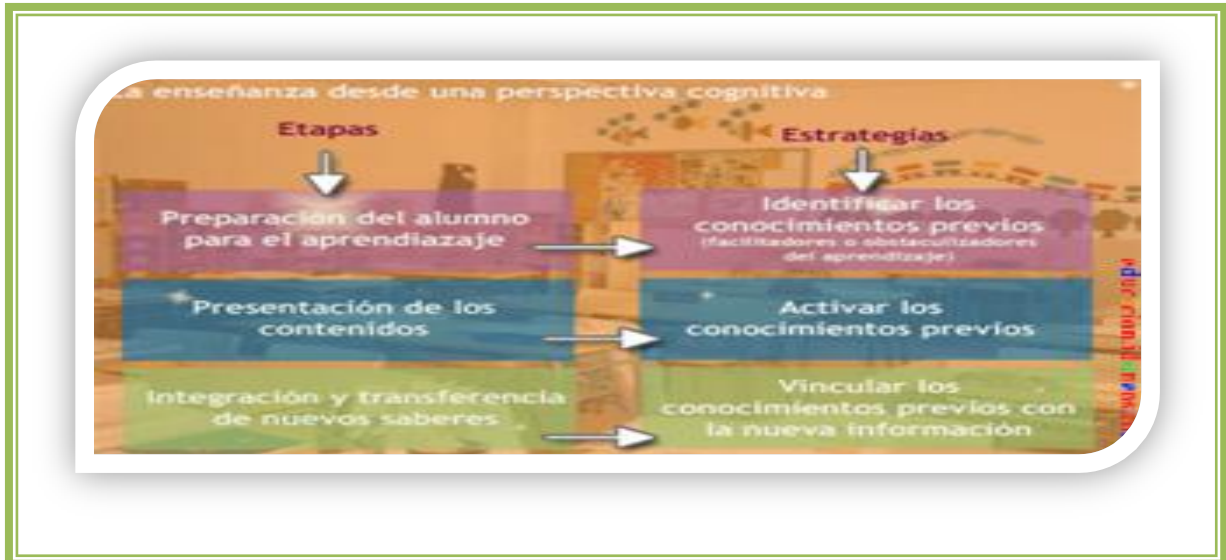 La enseñanza desde una perspectiva cognitiva
Etapas
Estrategias
Preparación del alumno
para el aprendiazaje
Identificar los
conocimientos previos
(facilitadores o obstaculizadores
del aprendizaje)
Presentación de los
contenidos
Activar los
conocimientos previos
Integración y transferencia
de nuevos saberes
Vincular los
conocimientos previos con
la nueva información